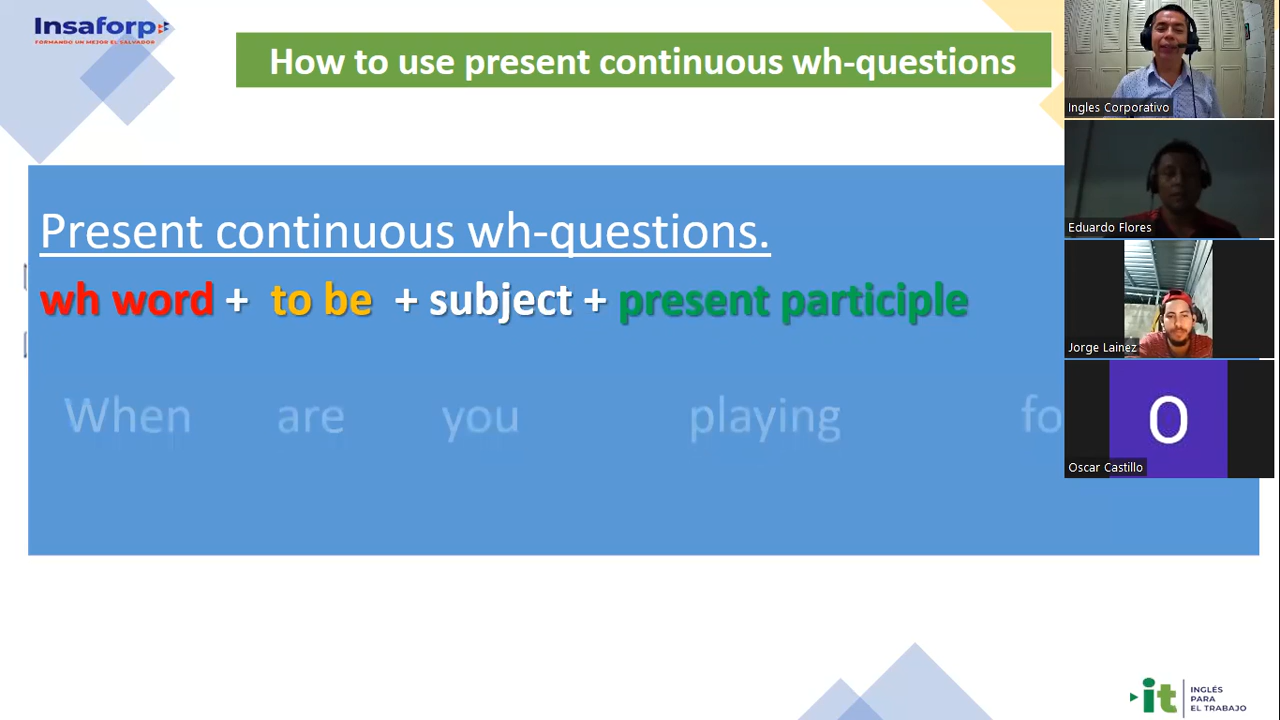 Insaforp
FORMANDO UN MEJOR EL SALVADOR
How to use present continuous wh-questions
Present continuous wh-questions.
wh word + to be + subject + present participle
When are you playing fo
Ingles Corporativo
Eduardo Flores
Jorge Lainez
O
Oscar Castillo
it
INGLÉS
PARA
EL TRABAJO